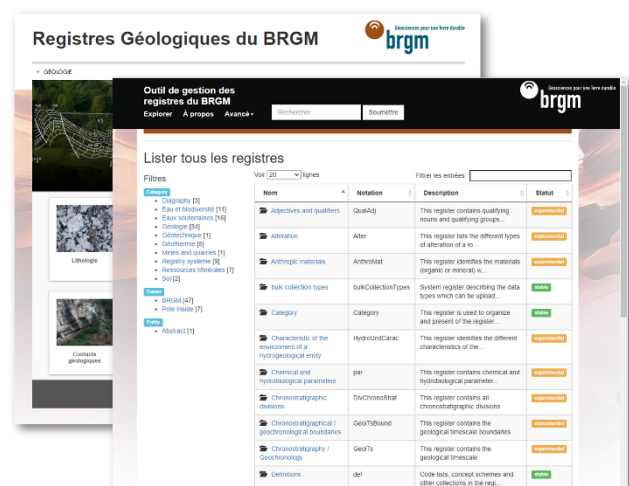 Registres Géologiques du BRGM
Géosciences pour une Terre durable
brgm
GÉOLOGIE
Lithologie
Contacts
géologiques
Outil de gestion des
registres du BRGM
Explorer À propos Avancé
Rechercher
Soumettre
Géosciences pour une Terre durable
brgm
Lister tous les registres
Filtres
Category
Diagraphy [3]
Eau et biodiversité [11]
Eaux souterraines [16]
Géologie [34]
Géotechnique [1]
Géothermie [5]
Mines and quarries [1]
Registry systeme [9]
Ressources Minérales [7]
Sol [2]
Owner
BRGM [47]
Pole Inside [7]
Entity
Abstract [1]
Voir 20 lignes
Filtrer les entrées:
Nom Notation Description Statut
Adjectives and qualifiers QualAdj This register contains qualifying
nouns and qualifying groups... experimental
Alteration Alter This register lists the different types
of alteration of a ro... experimental
Anthropic materials AnthroMat This register identifies the materials
(organic or mineral) w... experimental
bulk collection types bulkCollectionTypes System register describing the data
types which can be upload... stable
Category Category This register is used to organize
and present of the register... experimental
Characteristic of the
environment of a
hydrogeological entity HydroUnitCarac This register identifies the different
characteristics of the... experimental
Chemical and
hydrobiological parameters par This register contains chemical and
hydrobiological parameter... experimental
Chronostratigraphic
divisions DivChronoStrat This register contains all
chronostratigraphic divisions experimental
Chronostratigraphical /
geochronological boundaries GeolTsBound This register contains the
geological timescale boundaries experimental
Chronostratigraphy /
Geochronology GeolTs This register contains the
geological timescale experimental
Definitions def Code lists, concept schemes and
other collections in the regi... stable